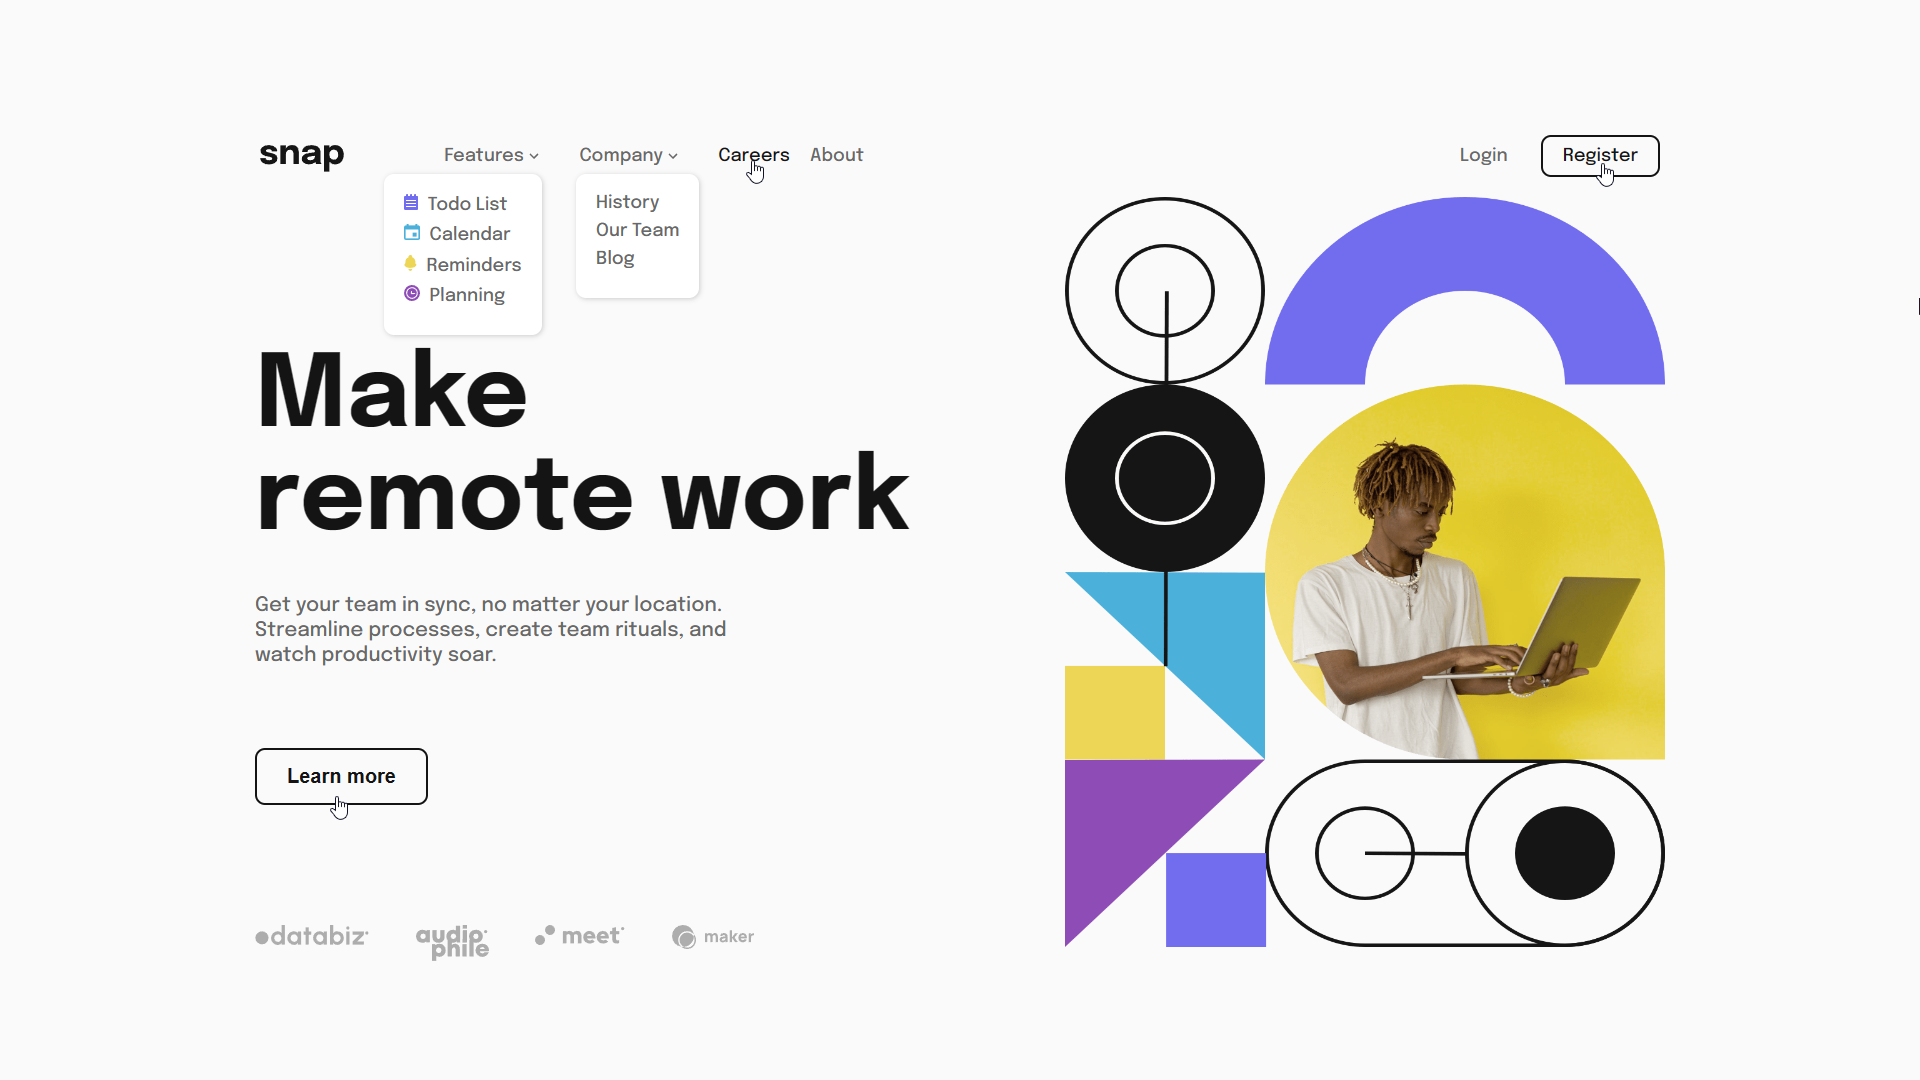 snap
Features
Company
Careers
About
Login
Register
Todo List
Calendar
Reminders
Planning
History
Our Team
Blog
Make
remote work
Get your team in sync, no matter your location.
Streamline processes, create team rituals, and
watch productivity soar.
Learn more
databiz
audiophile
meet
maker